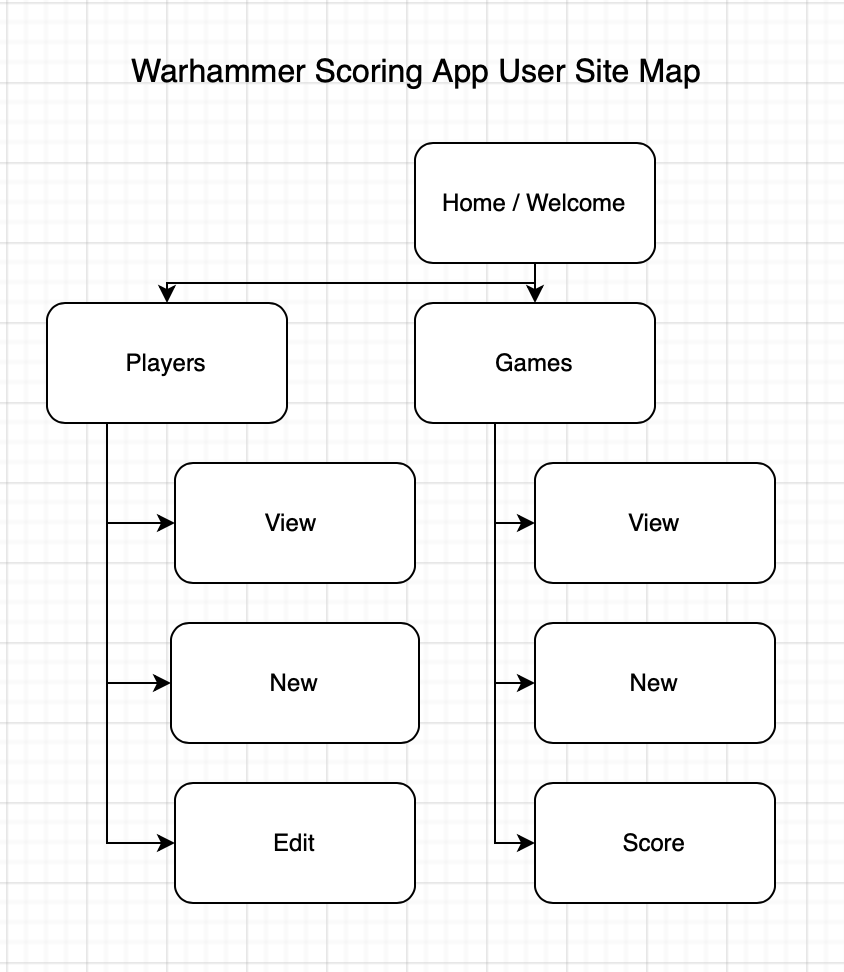 Warhammer Scoring App User Site Map
Home / Welcome
Players
Games
View
View
New
New
Edit
Score